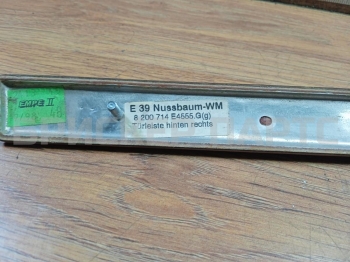 EMPE II
E 39 Nussbaum-WM
8 200 714 E4555.G(g)
Türleiste hinten rechts